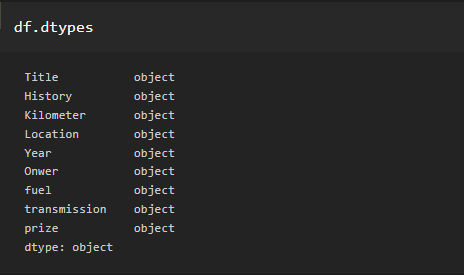 df.dtypes
Title object
History object
Kilometer object
Location object
Year object
Onwer object
fuel object
transmission object
prize object
dtype: object